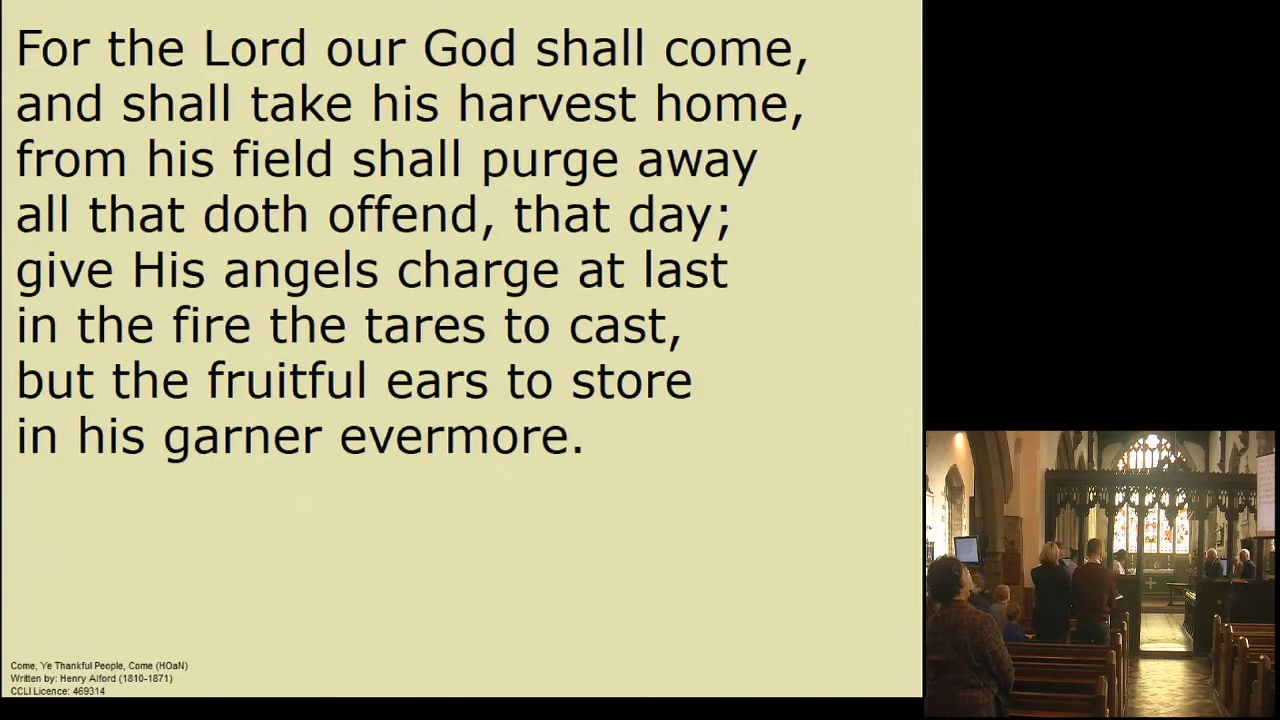 For the Lord our God shall come,
and shall take his harvest home,
from his field shall purge away
all that doth offend, that day;
give His angels charge at last
in the fire the tares to cast,
but the fruitful ears to store
in his garner evermore.
Come, Ye Thankful People, Come (HOaN)
Written by: Henry Alford (1810-1871)
CCLI Licence: 469314